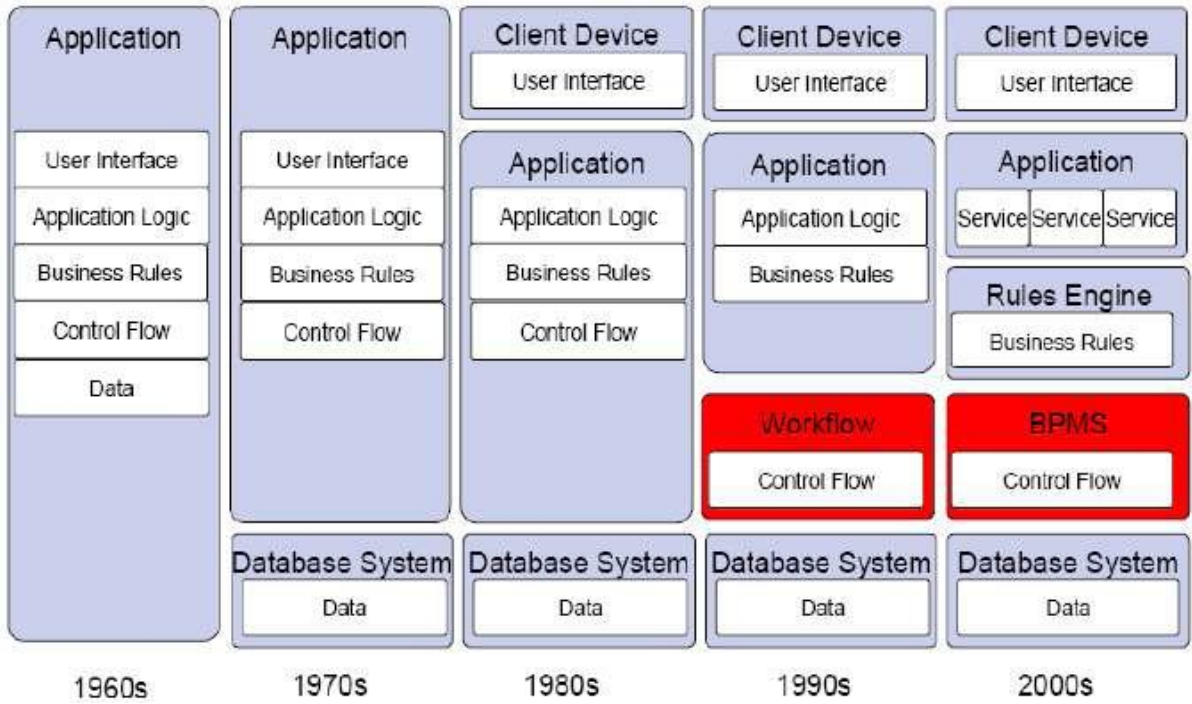 Application
User Interface
Application Logic
Business Rules
Control Flow
Data
1960s
Application
User Interface
Application Logic
Business Rules
Control Flow
Database System
Data
1970s
Client Device
User Interface
Application
Application Logic
Business Rules
Control Flow
Database System
Data
1980s
Client Device
User Interface
Application
Application Logic
Business Rules
Workflow
Control Flow
Database System
Data
1990s
Client Device
User Interface
Application
Service Service Service
Rules Engine
Business Rules
BPMS
Control Flow
Database System
Data
2000s